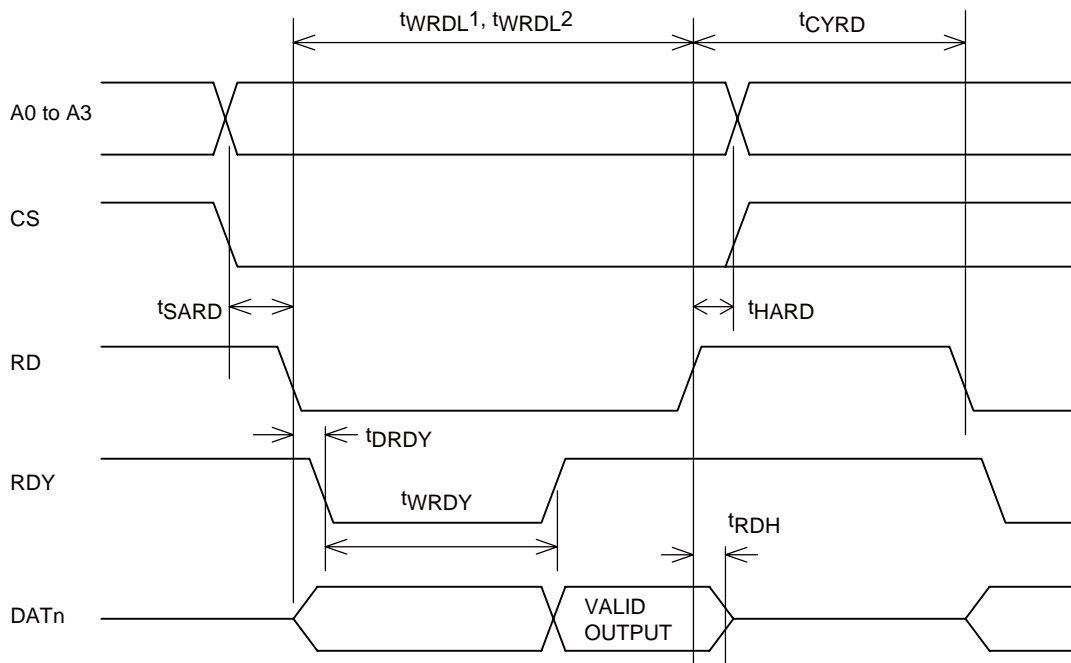 tWRDL1, tWRDL2 tCYRD
A0 to A3
CS
tSARD tHARD
RD
tDRDY
RDY
tWRDY
tRDH
DATn
VALID
OUTPUT